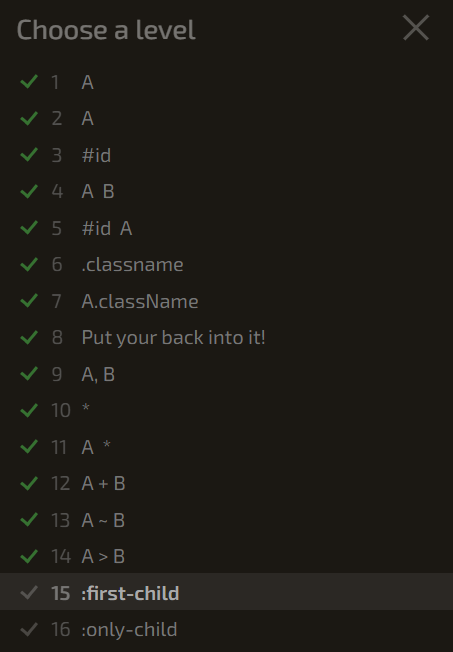 Choose a level
1 A
2 A
3 #id
4 A B
5 #id A
6 .classname
7 A.className
8 Put your back into it!
9 A, B
10 *
11 A *
12 A + B
13 A ~ B
14 A > B
15 :first-child
16 :only-child